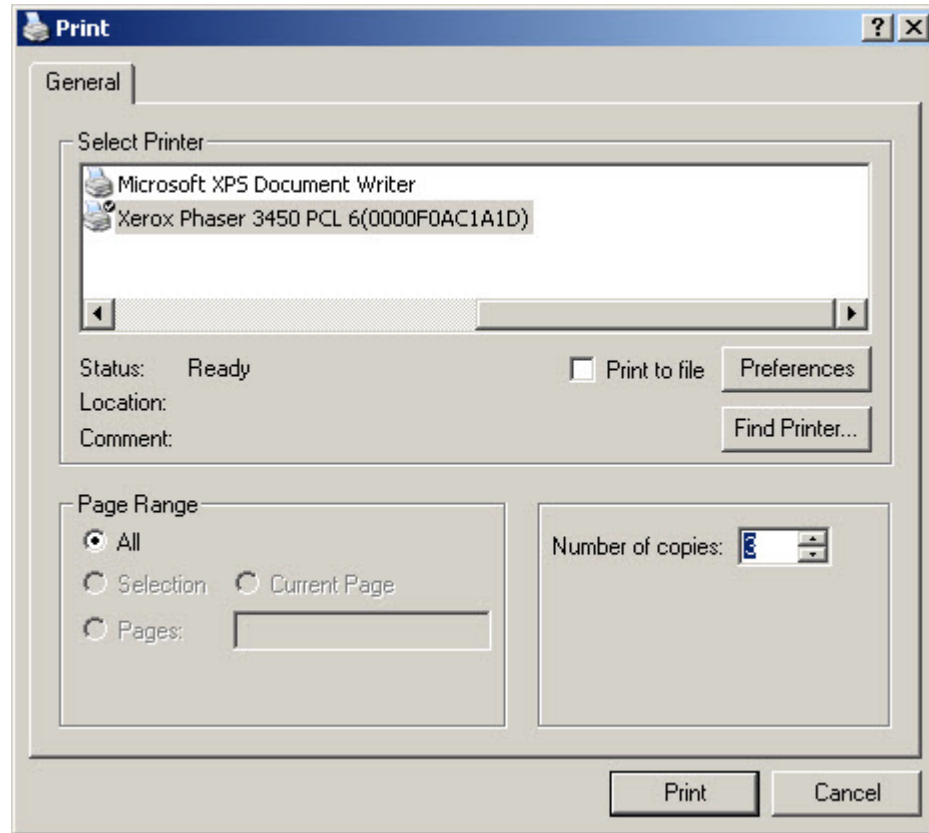 Print
General
Select Printer
Microsoft XPS Document Writer
Xerox Phaser 3450 PCL 6(0000F0AC1A1D)
Status: Ready
Print to file
Preferences
Location:
Comment:
Find Printer...
Page Range
All
Selection
Current Page
Pages:
Number of copies: 3
Print
Cancel